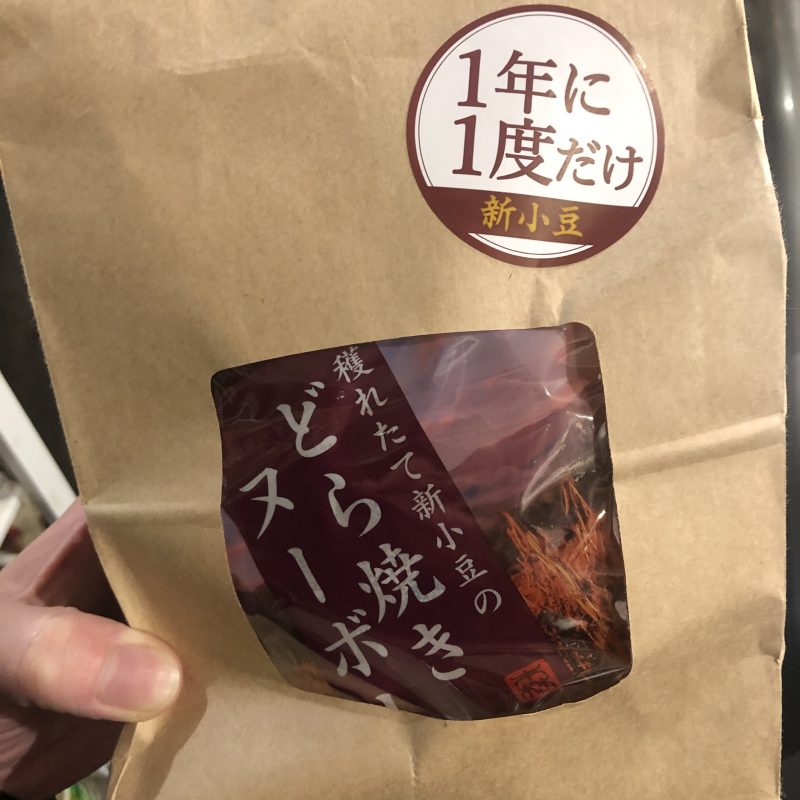 1年に
1度だけ
新小豆
穫れたて新小豆の
どら焼き
ヌーボー